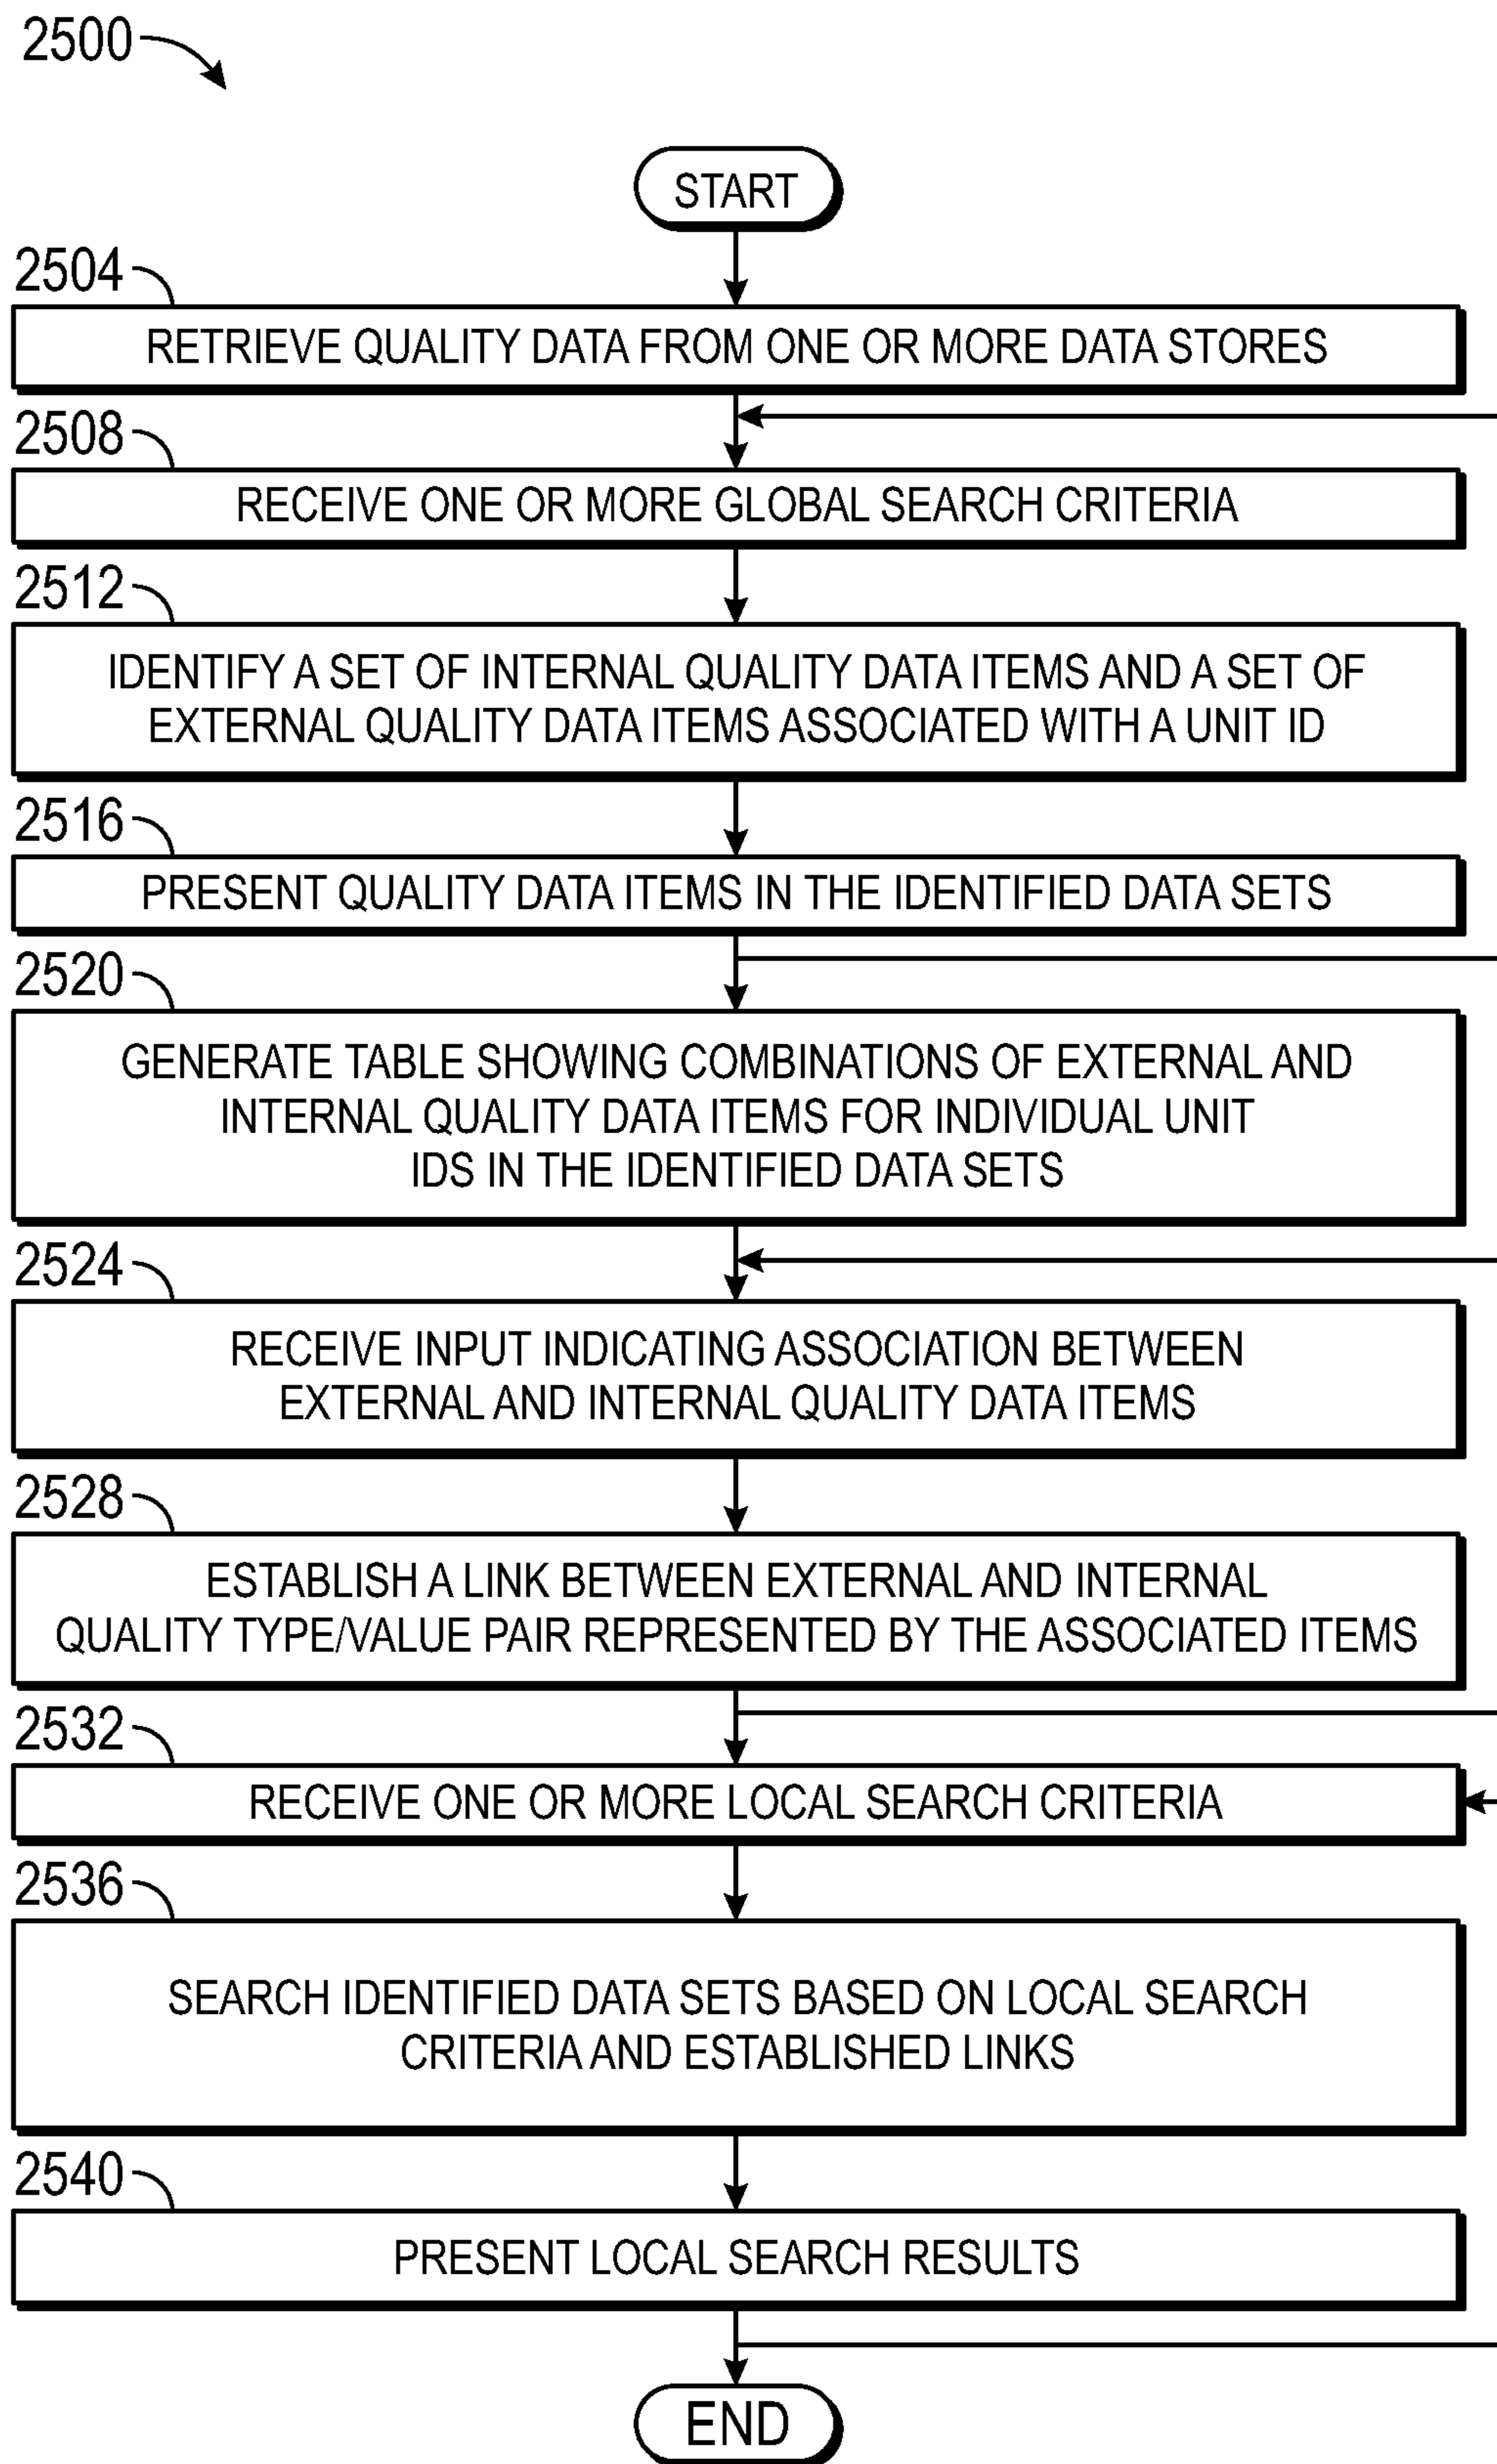 2500
START
2504
RETRIEVE QUALITY DATA FROM ONE OR MORE DATA STORES
2508
RECEIVE ONE OR MORE GLOBAL SEARCH CRITERIA
2512
IDENTIFY A SET OF INTERNAL QUALITY DATA ITEMS AND A SET OF
EXTERNAL QUALITY DATA ITEMS ASSOCIATED WITH A UNIT ID
2516
PRESENT QUALITY DATA ITEMS IN THE IDENTIFIED DATA SETS
2520
GENERATE TABLE SHOWING COMBINATIONS OF EXTERNAL AND
INTERNAL QUALITY DATA ITEMS FOR INDIVIDUAL UNIT
IDS IN THE IDENTIFIED DATA SETS
2524
RECEIVE INPUT INDICATING ASSOCIATION BETWEEN
EXTERNAL AND INTERNAL QUALITY DATA ITEMS
2528
ESTABLISH A LINK BETWEEN EXTERNAL AND INTERNAL
QUALITY TYPE/VALUE PAIR REPRESENTED BY THE ASSOCIATED ITEMS
2532
RECEIVE ONE OR MORE LOCAL SEARCH CRITERIA
2536
SEARCH IDENTIFIED DATA SETS BASED ON LOCAL SEARCH
CRITERIA AND ESTABLISHED LINKS
2540
PRESENT LOCAL SEARCH RESULTS
END